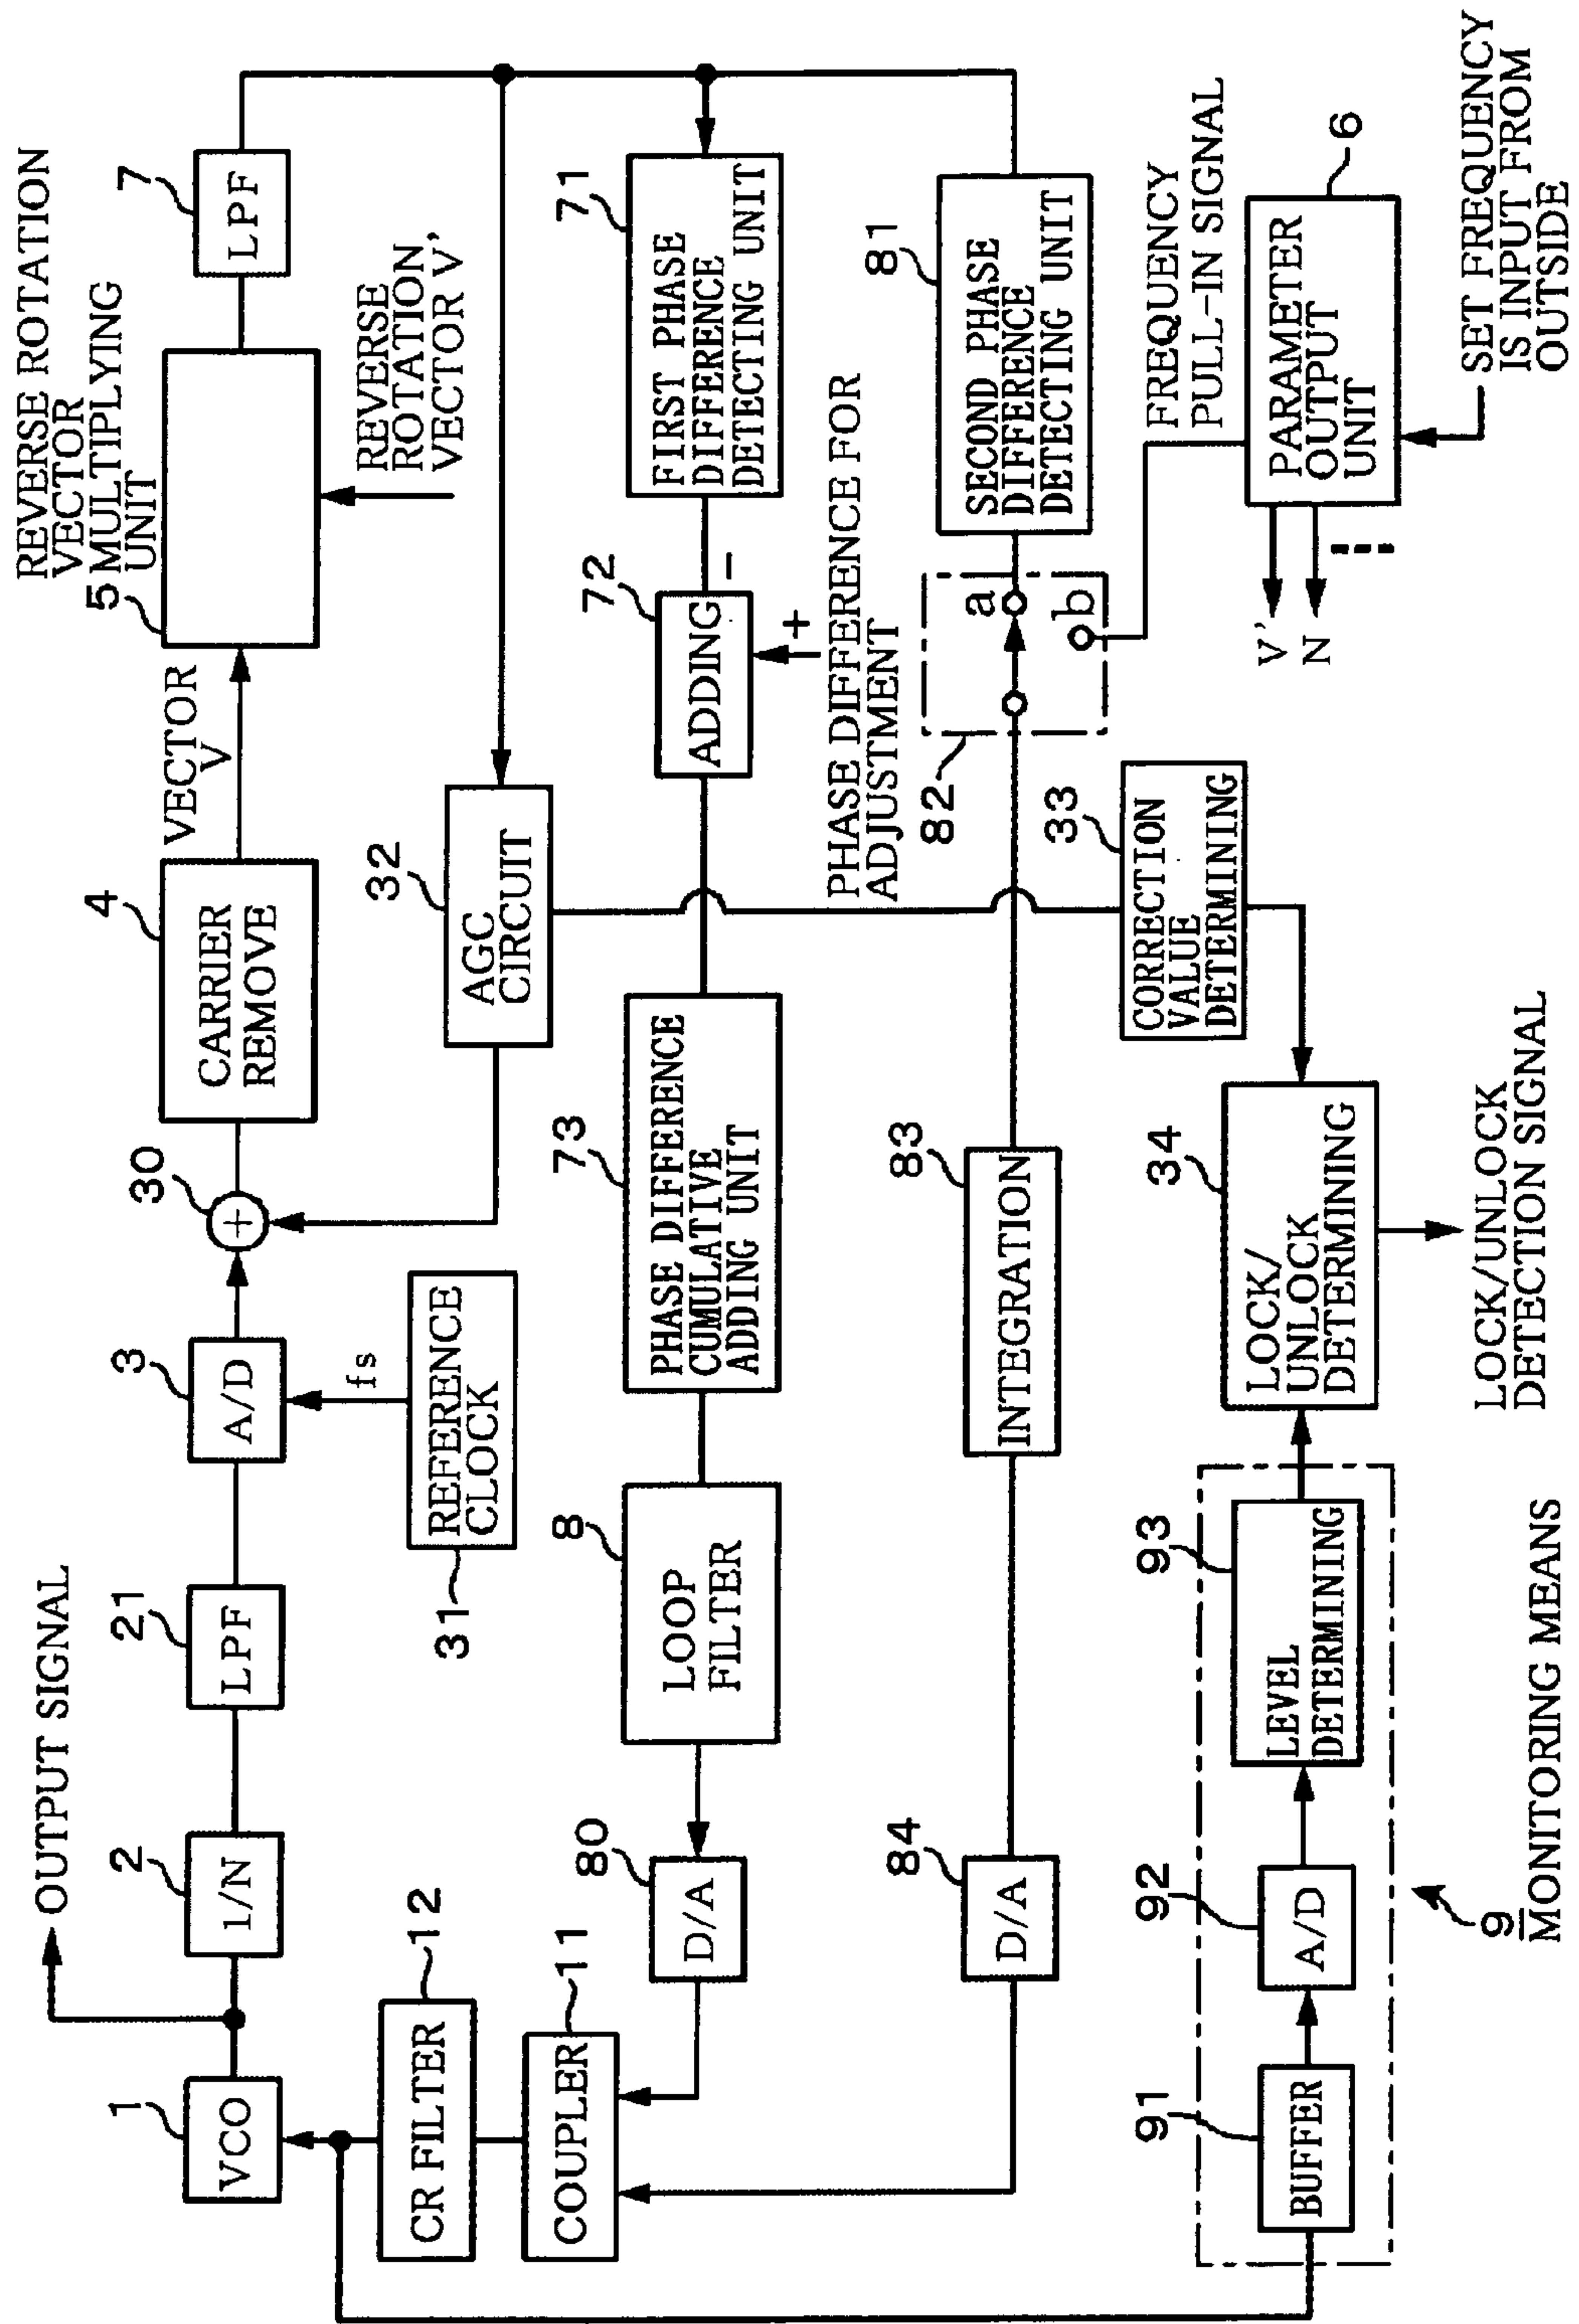 OUTPUT SIGNAL
1
VCO
2
1/N
21
LPF
3
A/D
fs
REFERENCE
CLOCK
31
30
+
4
CARRIER
REMOVE
VECTOR
V
REVERSE ROTATION
VECTOR
5 MULTIPLYING
UNIT
REVERSE
ROTATION,
VECTOR V'
7
LPF
12
CR FILTER
11
COUPLER
32
AGC
CIRCUIT
80
D/A
8
LOOP
FILTER
73
PHASE DIFFERENCE
CUMULATIVE
ADDING UNIT
72
ADDING
−
+
PHASE DIFFERENCE FOR
ADJUSTMENT
71
FIRST PHASE
DIFFERENCE
DETECTING UNIT
84
D/A
83
INTEGRATION
82
a
b
81
SECOND PHASE
DIFFERENCE
DETECTING UNIT
FREQUENCY
PULL-IN SIGNAL
33
CORRECTION
VALUE
DETERMINING
91
BUFFER
92
A/D
93
LEVEL
DETERMINING
9
MONITORING MEANS
34
LOCK/
UNLOCK
DETERMINING
LOCK/UNLOCK
DETECTION SIGNAL
V'
N
6
PARAMETER
OUTPUT
UNIT
SET FREQUENCY
IS INPUT FROM
OUTSIDE